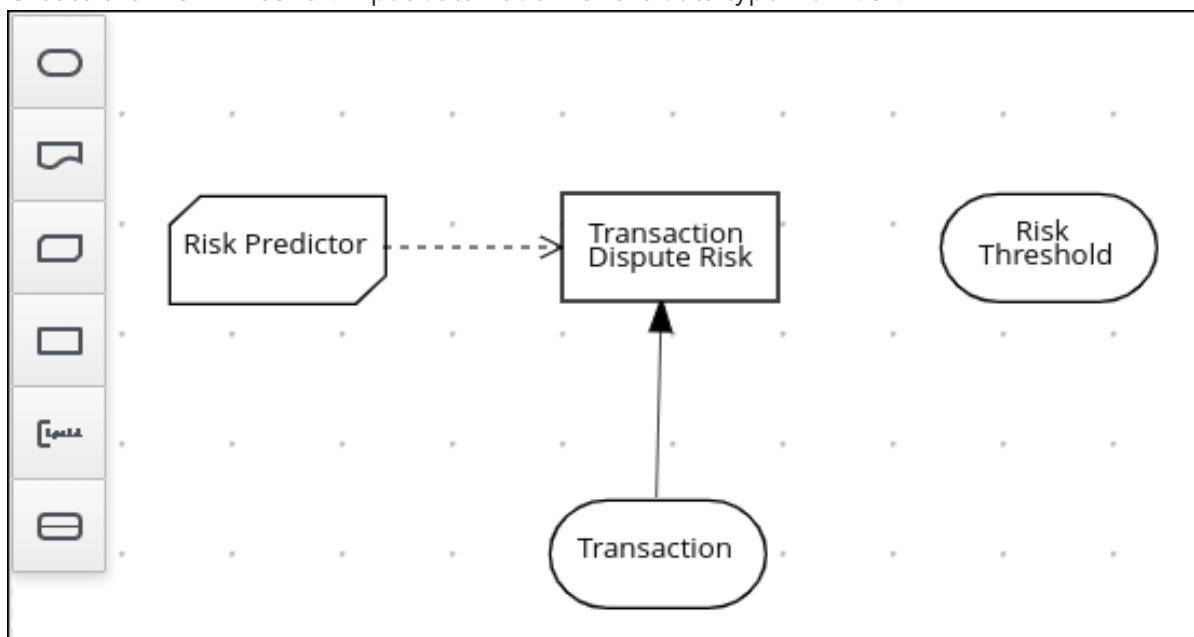 Risk Predictor
Transaction
Dispute Risk
Risk
Threshold
Transaction